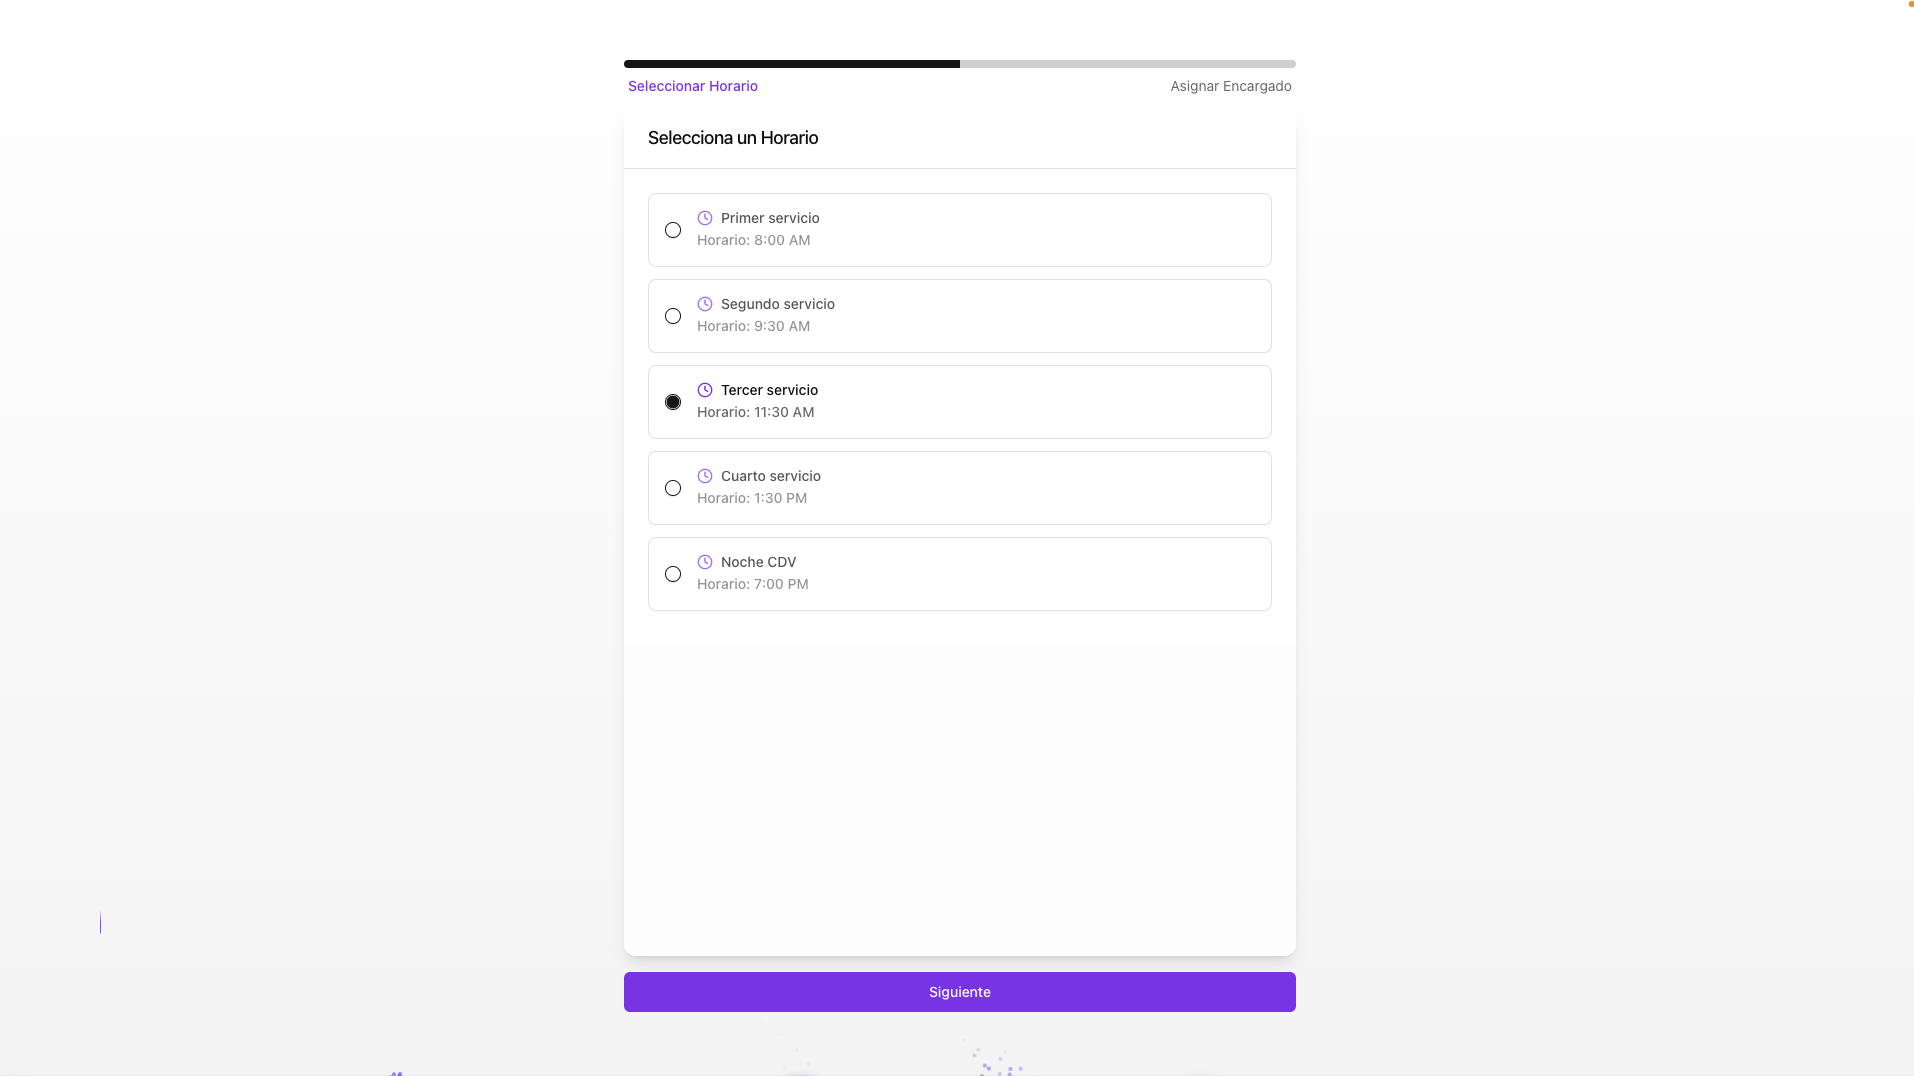 Seleccionar Horario
Asignar Encargado
Selecciona un Horario
Primer servicio
Horario: 8:00 AM
Segundo servicio
Horario: 9:30 AM
Tercer servicio
Horario: 11:30 AM
Cuarto servicio
Horario: 1:30 PM
Noche CDV
Horario: 7:00 PM
Siguiente